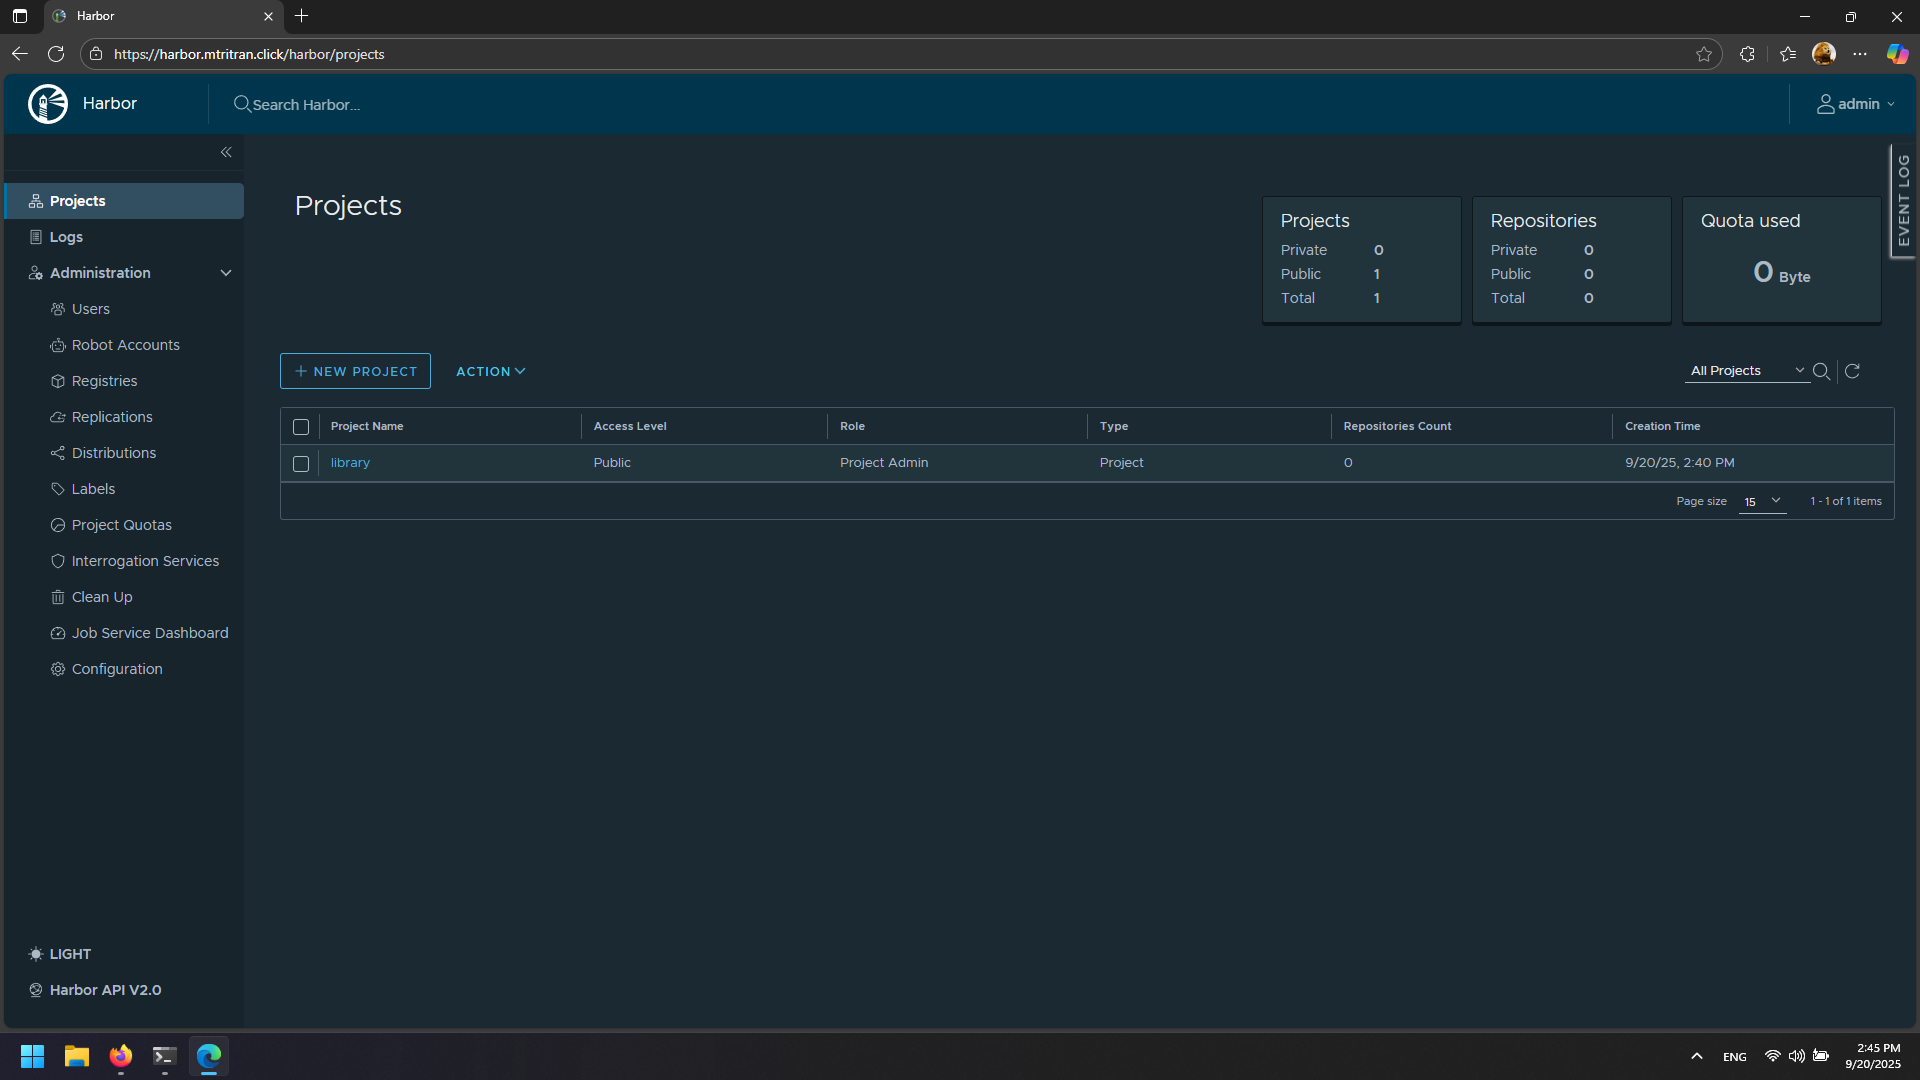 Harbor
https://harbor.mtritran.click/harbor/projects
Harbor
Search Harbor...
admin
EVENT LOG
Projects
Logs
Administration
Users
Robot Accounts
Registries
Replications
Distributions
Labels
Project Quotas
Interrogation Services
Clean Up
Job Service Dashboard
Configuration
LIGHT
Harbor API V2.0
Projects
Projects
Private 0
Public 1
Total 1
Repositories
Private 0
Public 0
Total 0
Quota used
0 Byte
+ NEW PROJECT
ACTION
All Projects
Project Name Access Level Role Type Repositories Count Creation Time
library Public Project Admin Project 0 9/20/25, 2:40 PM
Page size 15 1 - 1 of 1 items
ENG
2:45 PM
9/20/2025